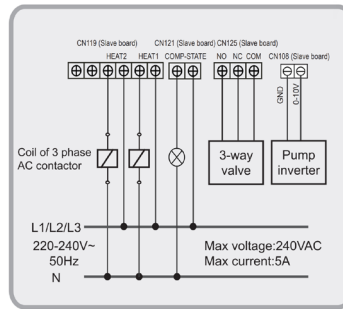 CN119 (Slave board) CN121 (Slave board) CN125 (Slave board)
HEAT2 HEAT1 COMP-STATE NO NC COM CN108 (Slave board)
GND
0-10V
Coil of 3 phase
AC contactor
3-way
valve
Pump
inverter
L1/L2/L3
220-240V~
50Hz
N
Max voltage:240VAC
Max current:5A